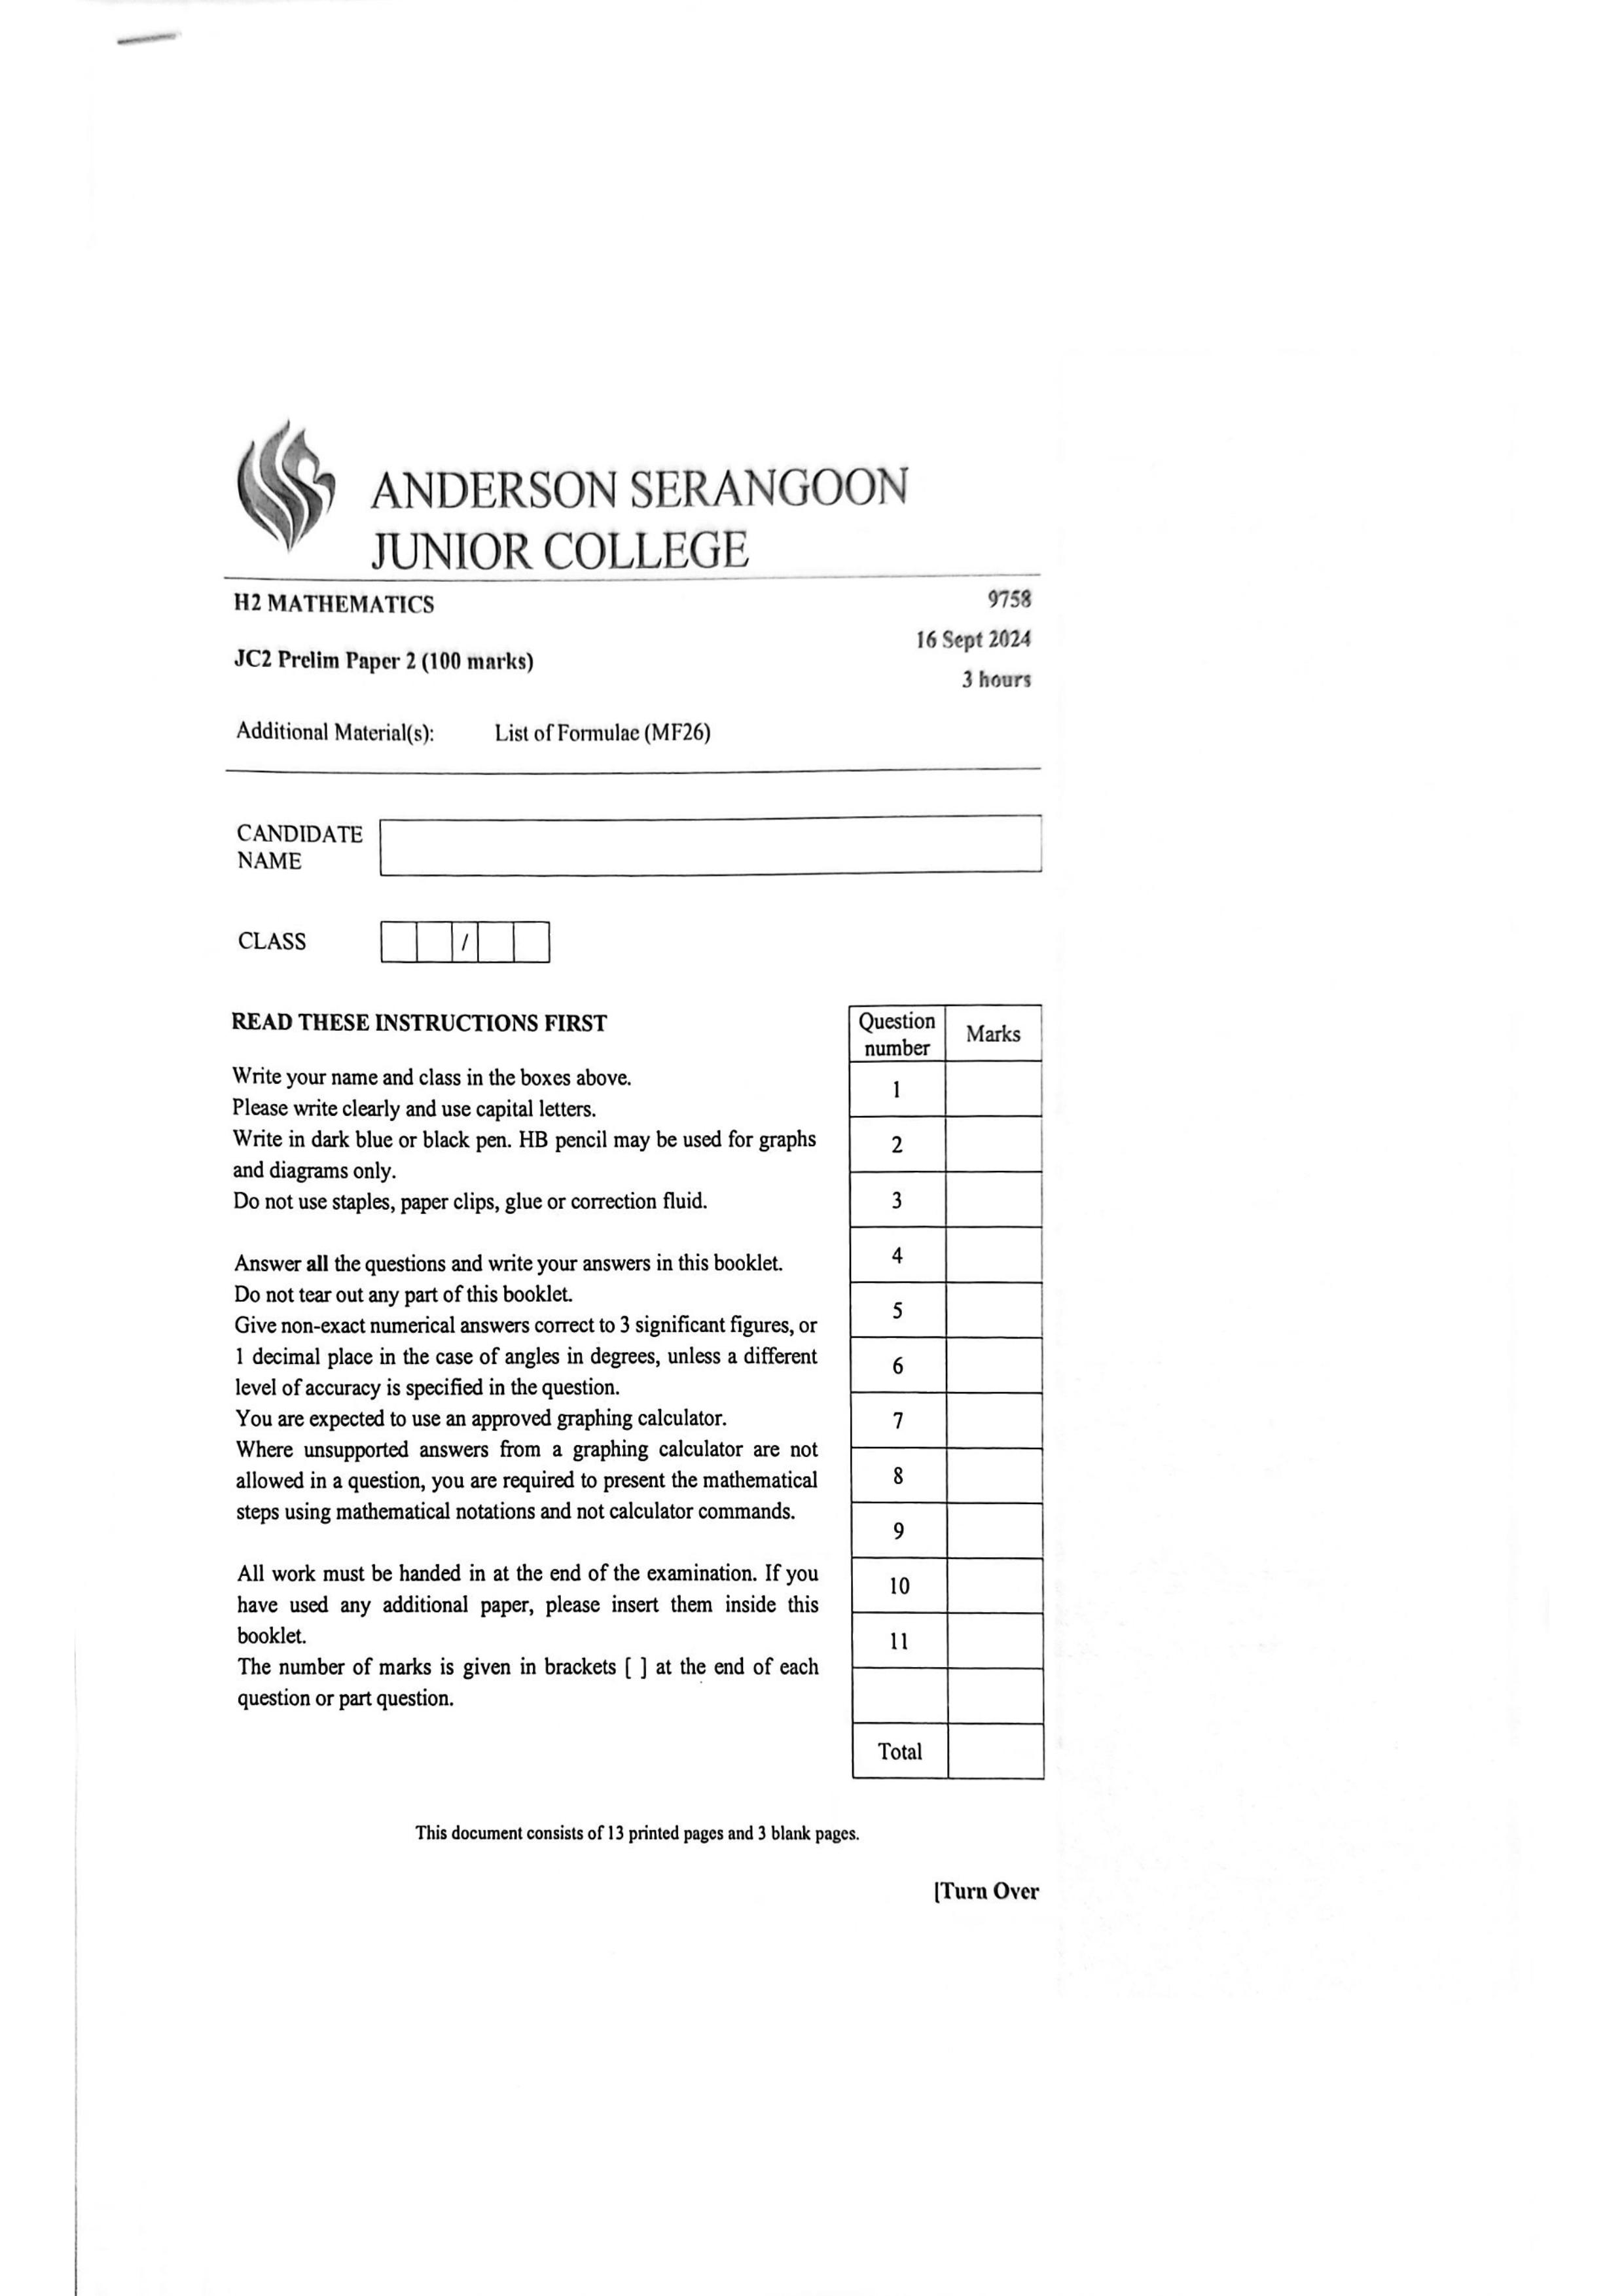 ANDERSON SERANGOON
JUNIOR COLLEGE
H2 MATHEMATICS
9758
JC2 Prelim Paper 2 (100 marks)
16 Sept 2024
3 hours
Additional Material(s): List of Formulae (MF26)
CANDIDATE
NAME
CLASS
/
READ THESE INSTRUCTIONS FIRST
Write your name and class in the boxes above.
Please write clearly and use capital letters.
Write in dark blue or black pen. HB pencil may be used for graphs
and diagrams only.
Do not use staples, paper clips, glue or correction fluid.
Answer all the questions and write your answers in this booklet.
Do not tear out any part of this booklet.
Give non-exact numerical answers correct to 3 significant figures, or
1 decimal place in the case of angles in degrees, unless a different
level of accuracy is specified in the question.
You are expected to use an approved graphing calculator.
Where unsupported answers from a graphing calculator are not
allowed in a question, you are required to present the mathematical
steps using mathematical notations and not calculator commands.
All work must be handed in at the end of the examination. If you
have used any additional paper, please insert them inside this
booklet.
The number of marks is given in brackets [ ] at the end of each
question or part question.
Question
number
Marks
1
2
3
4
5
6
7
8
9
10
11
Total
This document consists of 13 printed pages and 3 blank pages.
[Turn Over